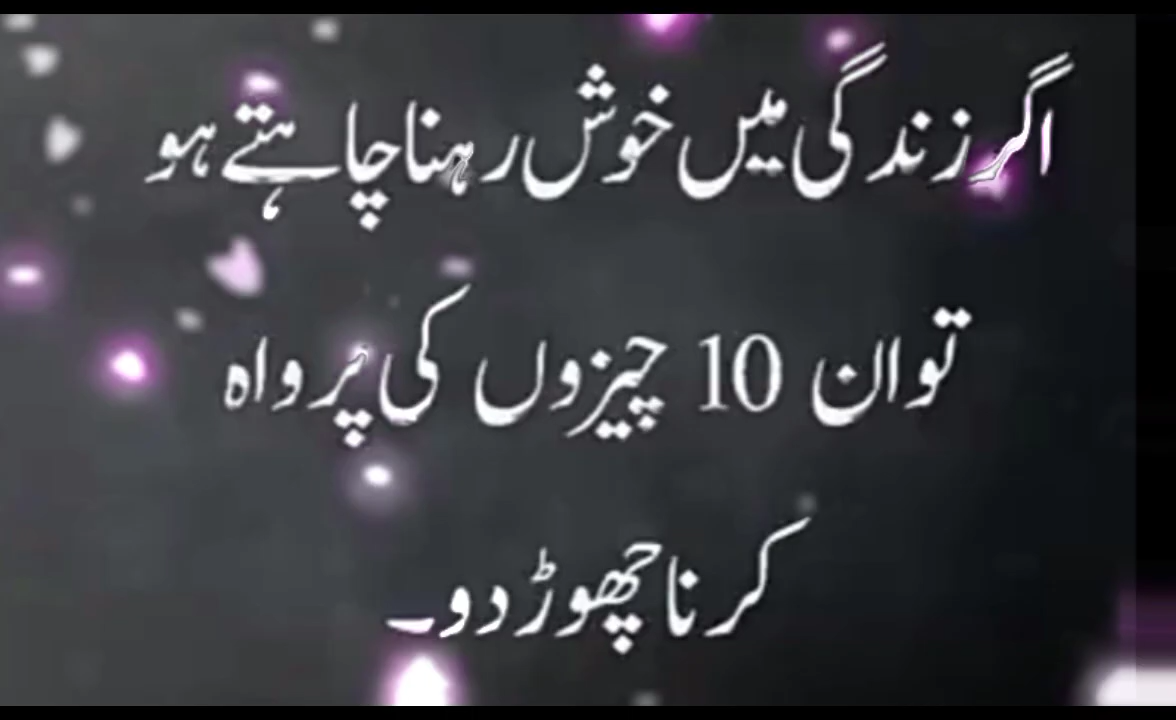 اگر زندگی میں خوش رہنا چاہتے ہو
تو ان 10 چیزوں کی پرواہ
کرنا چھوڑ دو۔